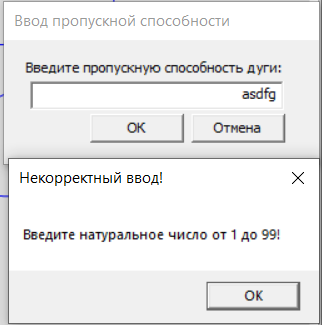 Ввод пропускной способности
Введите пропускную способность дуги:
asdfg
ОК
Отмена
Некорректный ввод!
Введите натуральное число от 1 до 99!
ОК